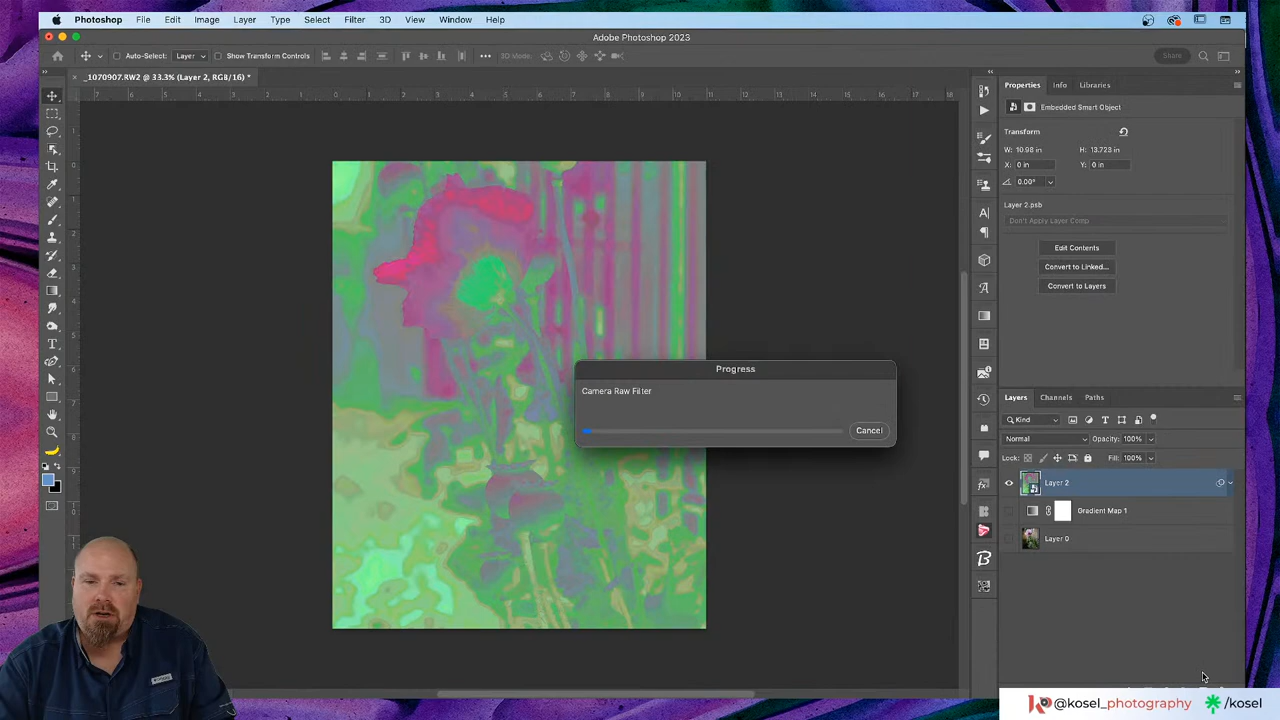 Photoshop File Edit Image Layer Type Select Filter 3D View Window Help
Adobe Photoshop 2023
Auto-Select: Layer Show Transform Controls 3D Mode: Share
_1070907.RW2 @ 33.3% (Layer 2, RGB/16) *
Properties Info Libraries
Embedded Smart Object
Transform
W: 10.98 in H: 13.723 in
X: 0 in Y: 0 in
0.00°
Layer 2.psb
Don't Apply Layer Comp
Edit Contents
Convert to Linked...
Convert to Layers
Progress
Camera Raw Filter
Cancel
Layers Channels Paths
Kind
Normal Opacity: 100%
Lock: Fill: 100%
Layer 2
Gradient Map 1
Layer 0
@kosel_photography /kosel